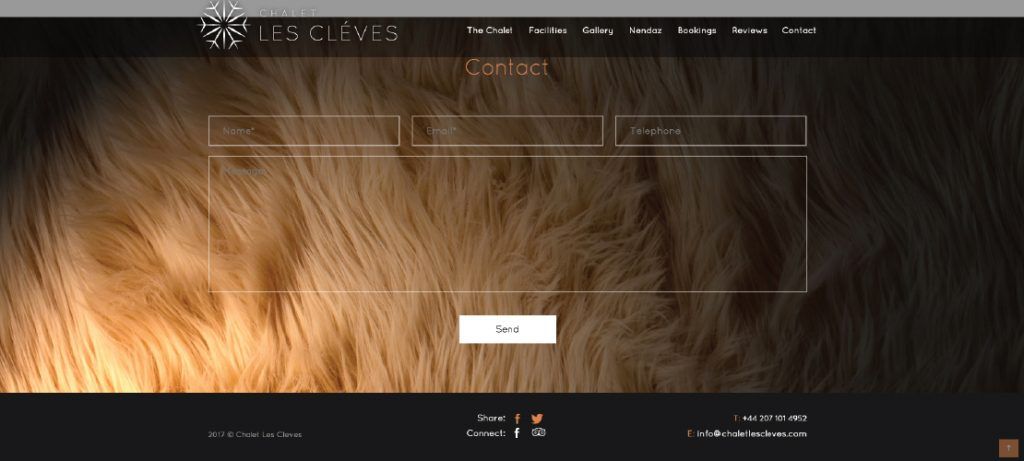 CHALET
LES CLÉVES
The Chalet Facilities Gallery Nendaz Bookings Reviews Contact
Contact
Name* Email* Telephone
Message*
Send
Share: 
Connect:
2017 © Chalet Les Cleves
T: +44 207 101 4952
E: info@chaletlescleves.com